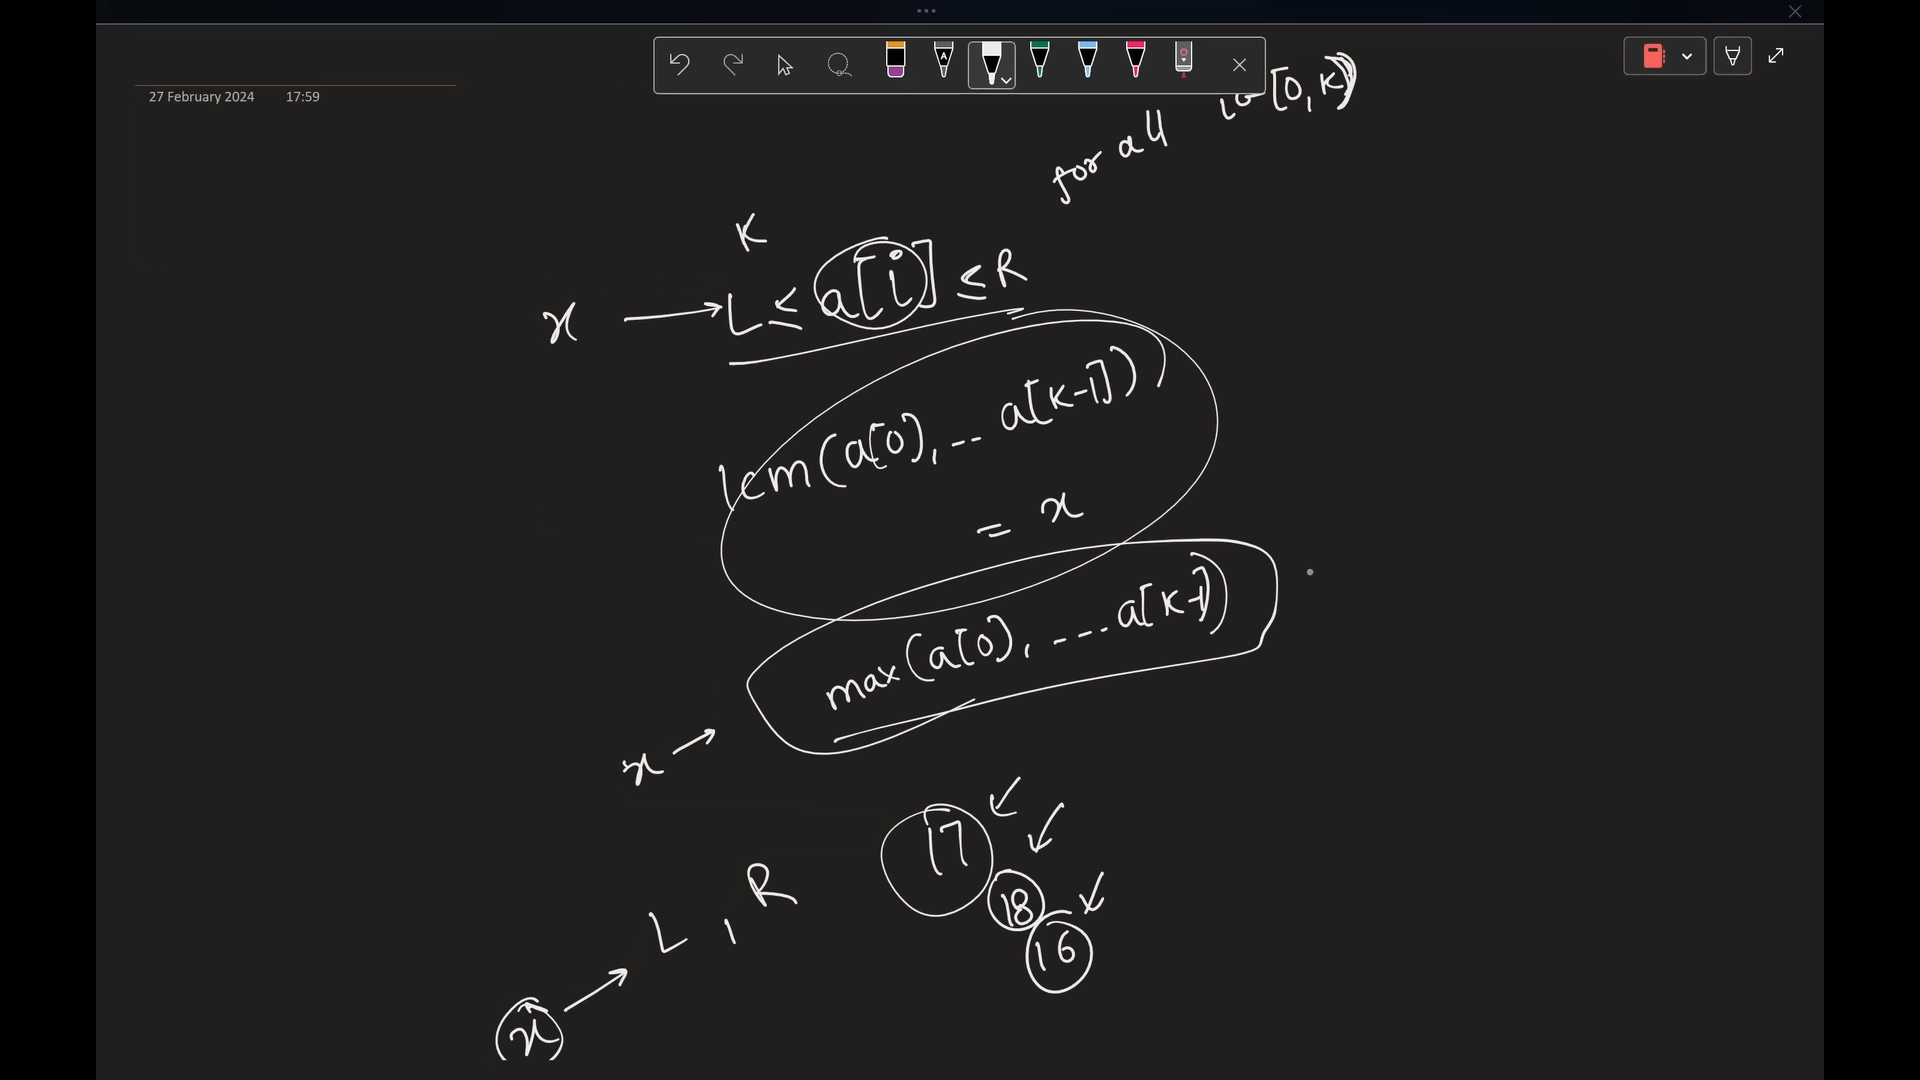 27 February 2024 17:59
[0, K)
for all
K
x → L ≤ a[i] ≤ R
lcm(a[0], -- a[K-1])
= x
max(a[0], ---- a[K-1])
x →
17
18
16
L , R
x →